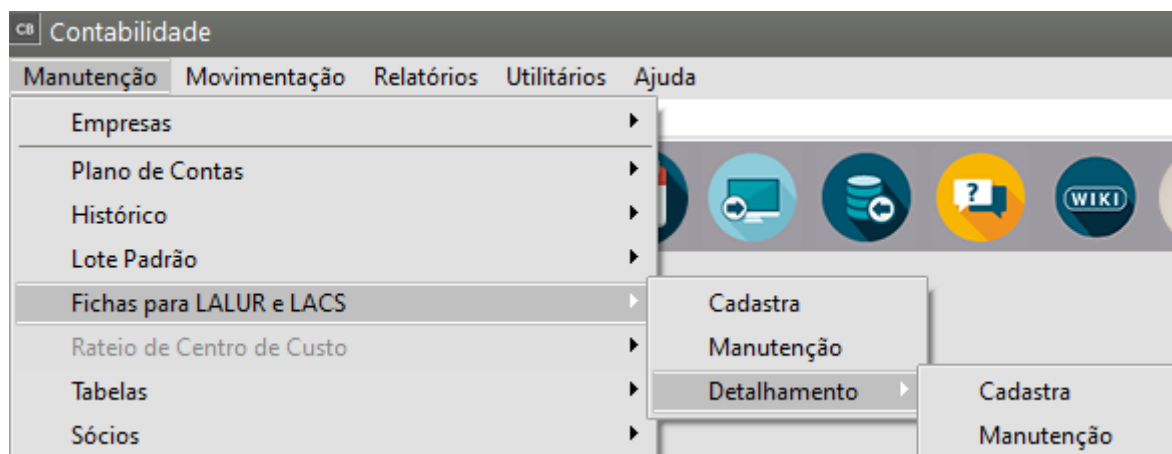 CB Contabilidade
Manutenção Movimentação Relatórios Utilitários Ajuda
Empresas
Plano de Contas
Histórico
Lote Padrão
Fichas para LALUR e LACS
Rateio de Centro de Custo
Tabelas
Sócios
Cadastra
Manutenção
Detalhamento
Cadastra
Manutenção
?
WIKI